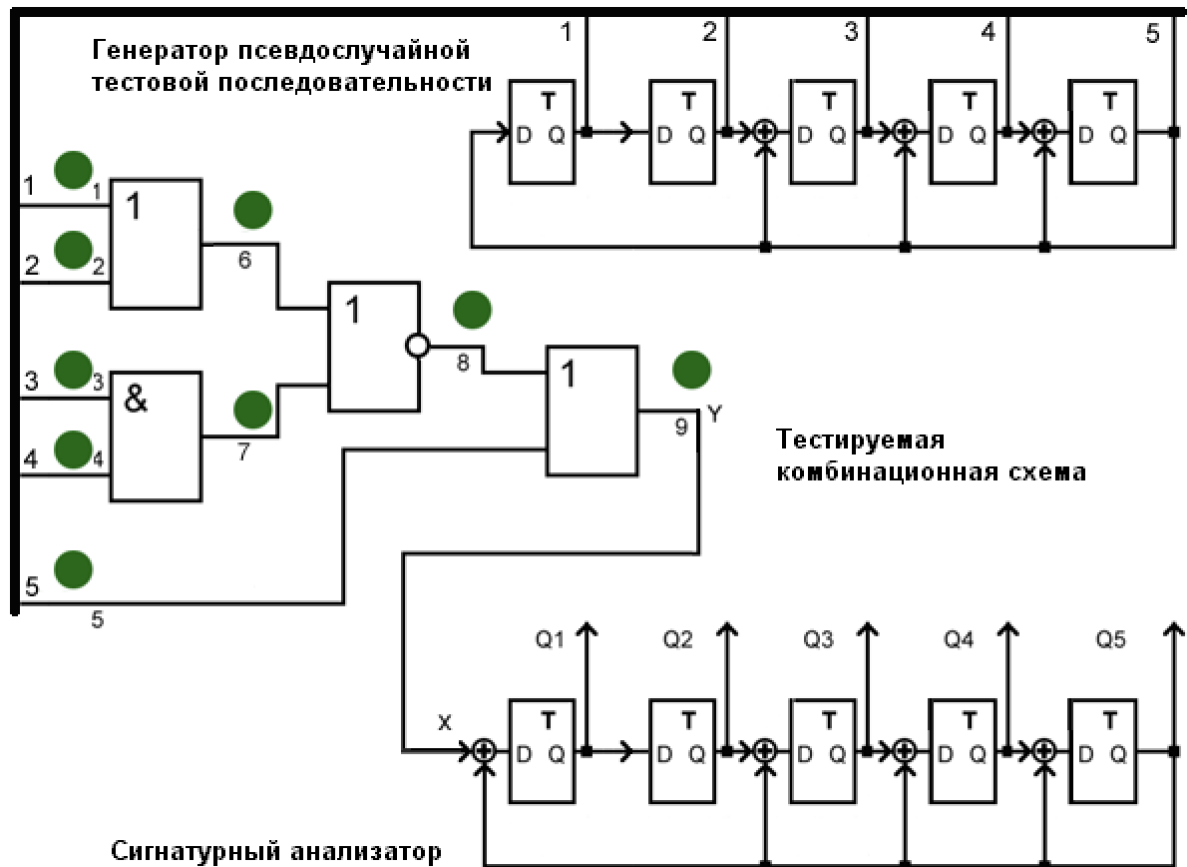 Генератор псевдослучайной
тестовой последовательности
1 2 3 4 5
T T T T T
D Q D Q D Q D Q D Q
1 1 1
2 2
6
3 3 &
4 4
7
1
8
1
9 Y
5
5
Тестируемая
комбинационная схема
Q1 Q2 Q3 Q4 Q5
X
T T T T T
D Q D Q D Q D Q D Q
Сигнатурный анализатор